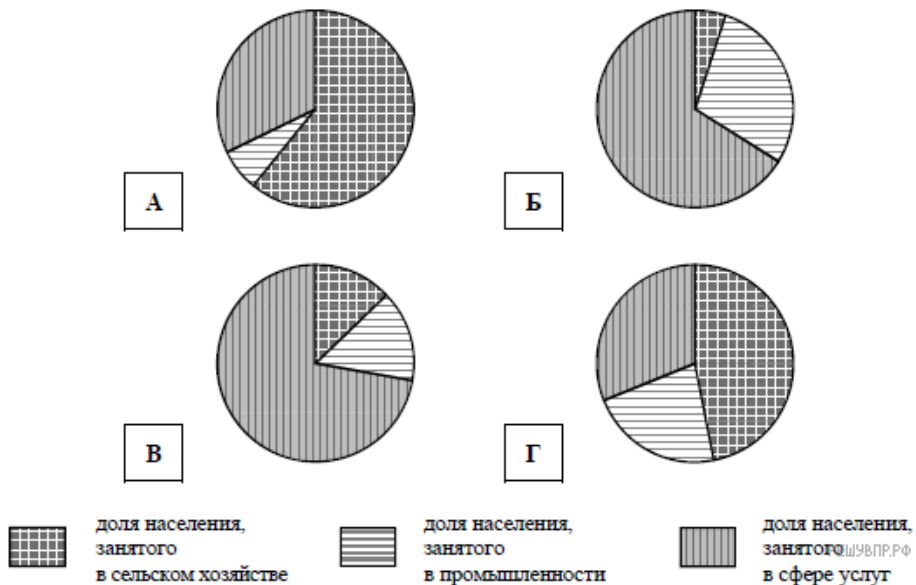 А
Б
В
Г
доля населения,
занятого
в сельском хозяйстве
доля населения,
занятого
в промышленности
доля населения,
занятого
в сфере услуг